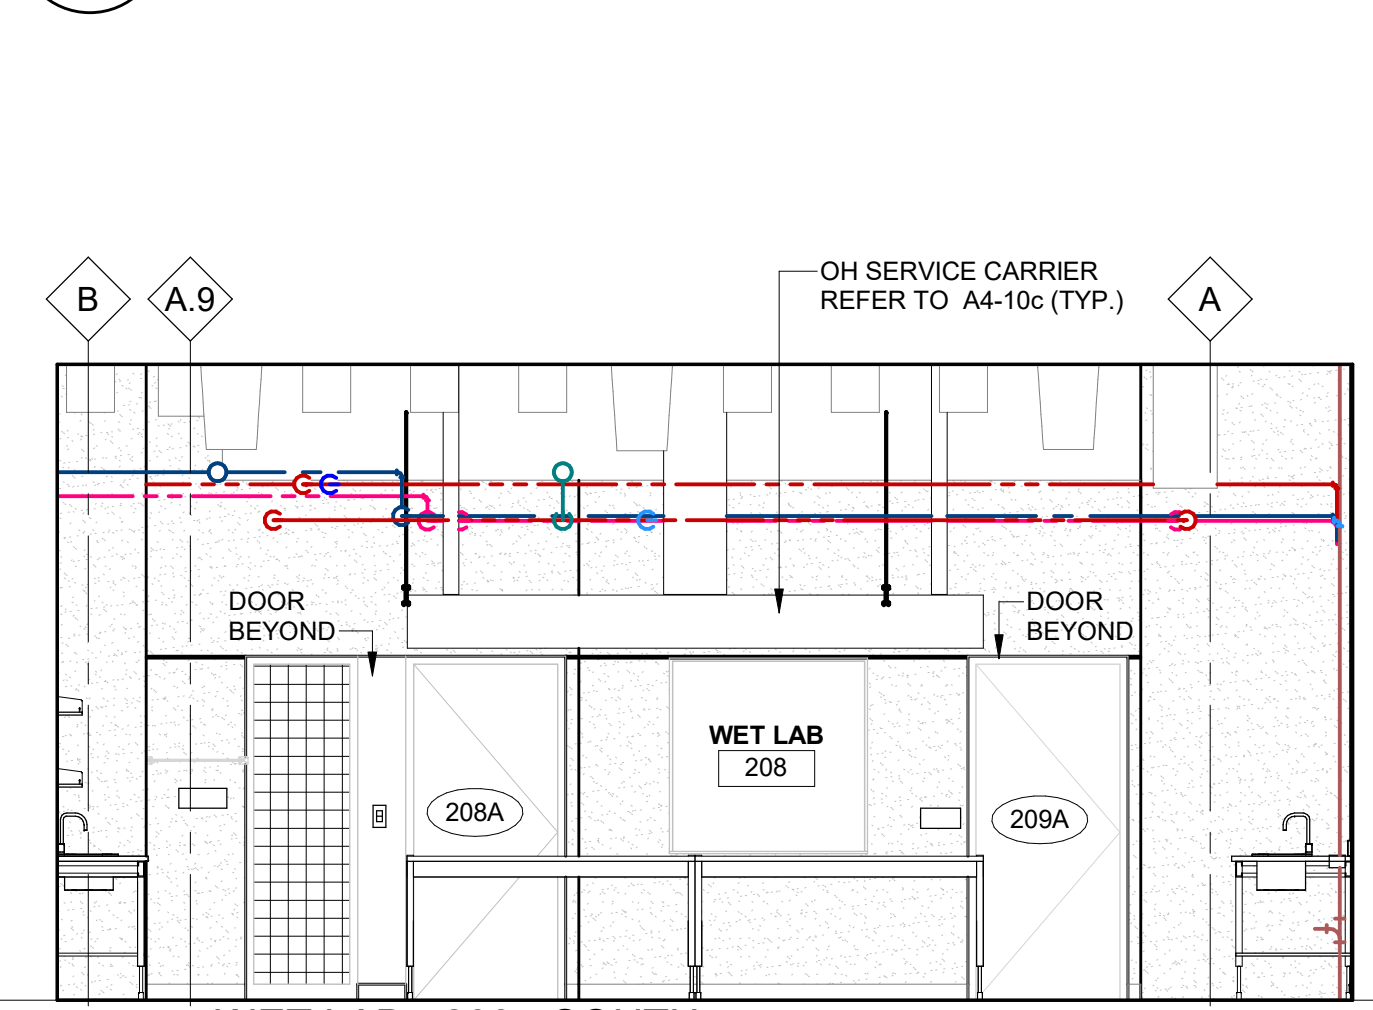 OH SERVICE CARRIER
REFER TO A4-10c (TYP.)
B
A.9
A
DOOR
BEYOND
DOOR
BEYOND
WET LAB
208
208A
209A